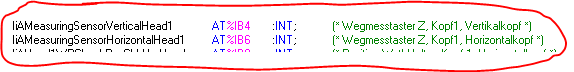 IiAMeasuringSensorVerticalHead1 AT%IB4 :INT; (* Wegmesstaster Z, Kopf1, Vertikalkopf *)
IiAMeasuringSensorHorizontalHead1 AT%IB6 :INT; (* Wegmesstaster Z, Kopf1, Horizontalkopf *)